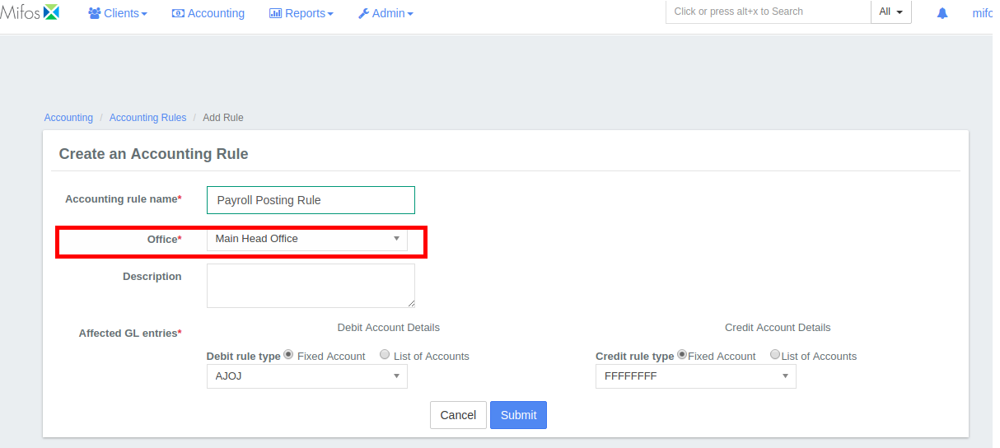 Mifos Clients Accounting Reports Admin Click or press alt+x to Search All mifo
Accounting / Accounting Rules / Add Rule
Create an Accounting Rule
Accounting rule name* Payroll Posting Rule
Office* Main Head Office
Description
Affected GL entries* Debit Account Details Credit Account Details
Debit rule type Fixed Account List of Accounts Credit rule type Fixed Account List of Accounts
AJOJ FFFFFFFF
Cancel Submit